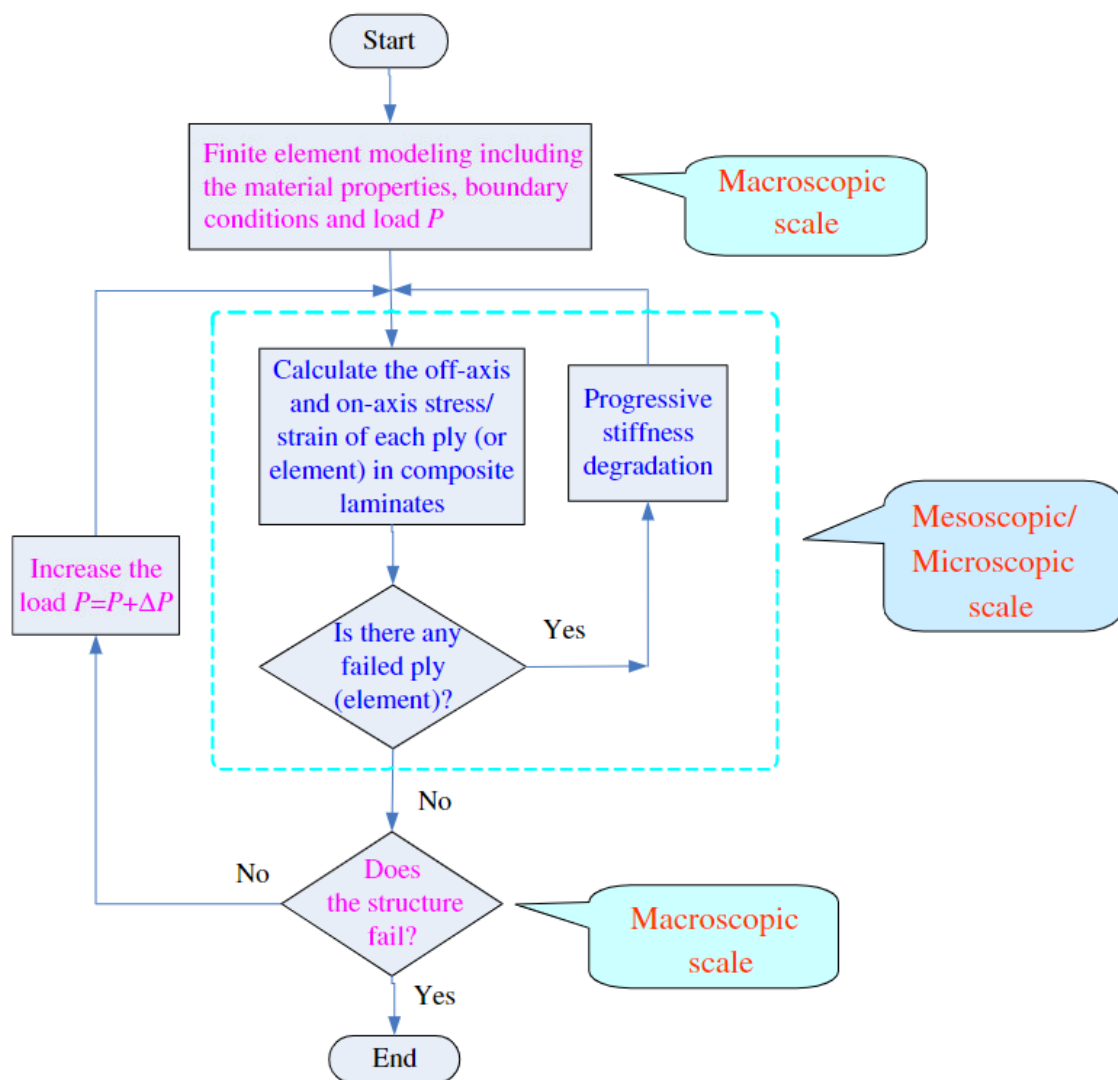 Start
Finite element modeling including
the material properties, boundary
conditions and load P
Macroscopic
scale
Calculate the off-axis
and on-axis stress/
strain of each ply (or
element) in composite
laminates
Progressive
stiffness
degradation
Mesoscopic/
Microscopic
scale
Increase the
load P=P+ΔP
Is there any
failed ply
(element)?
Yes
No
Does
the structure
fail?
No
Macroscopic
scale
Yes
End